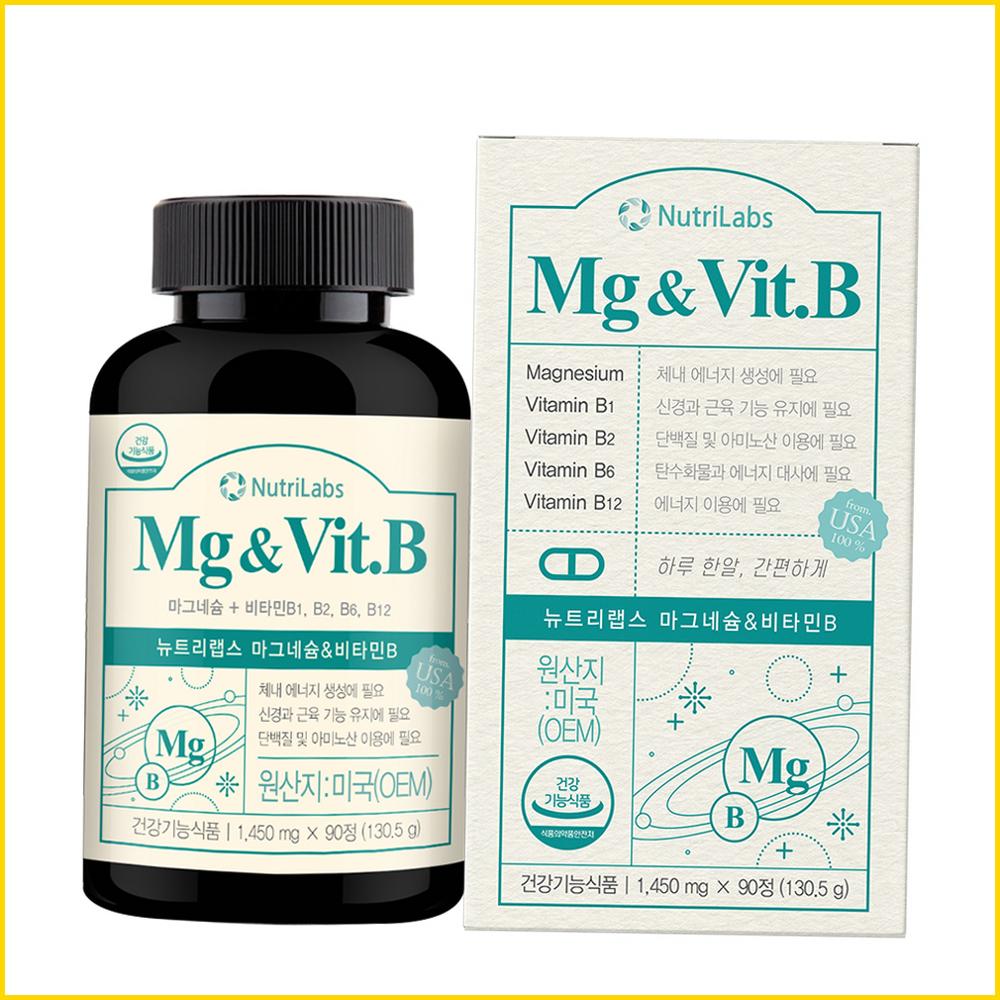 건강
기능식품
식품의약품안전처
NutriLabs
Mg & Vit.B
마그네슘 + 비타민B1, B2, B6, B12
뉴트리랩스 마그네슘&비타민B
from.
USA
100 %
체내 에너지 생성에 필요
신경과 근육 기능 유지에 필요
단백질 및 아미노산 이용에 필요
Mg
B
원산지:미국(OEM)
건강기능식품 | 1,450 mg × 90정 (130.5 g)
NutriLabs
Mg & Vit.B
Magnesium 체내 에너지 생성에 필요
Vitamin B1 신경과 근육 기능 유지에 필요
Vitamin B2 단백질 및 아미노산 이용에 필요
Vitamin B6 탄수화물과 에너지 대사에 필요
Vitamin B12 에너지 이용에 필요
from.
USA
100 %
하루 한알, 간편하게
뉴트리랩스 마그네슘&비타민B
원산지
:미국
(OEM)
건강
기능식품
식품의약품안전처
Mg
B
건강기능식품 | 1,450 mg × 90정 (130.5 g)